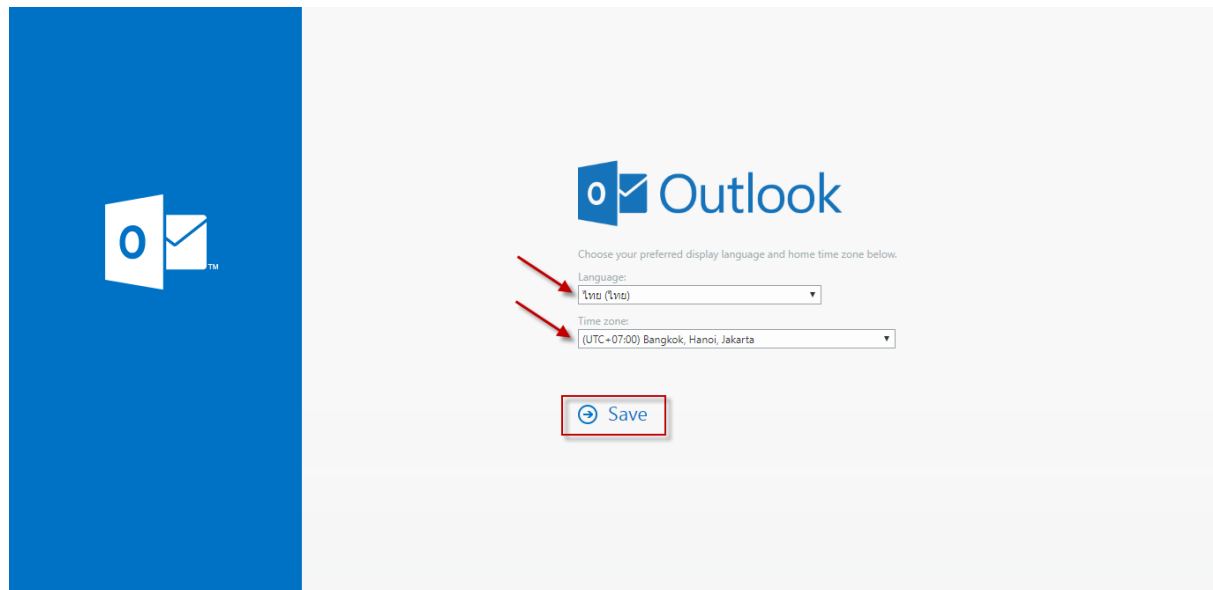 O
TM
O Outlook
Choose your preferred display language and home time zone below.
Language:
ไทย (ไทย)
Time zone:
(UTC+07:00) Bangkok, Hanoi, Jakarta
Save